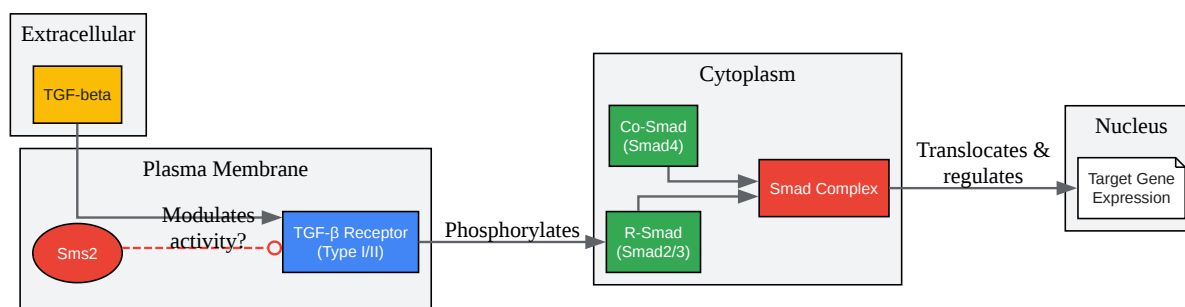 Extracellular
TGF-beta
Plasma Membrane
Modulates
activity?
Sms2
TGF-β Receptor
(Type I/II)
Phosphorylates
Cytoplasm
Co-Smad
(Smad4)
R-Smad
(Smad2/3)
Smad Complex
Translocates &
regulates
Nucleus
Target Gene
Expression